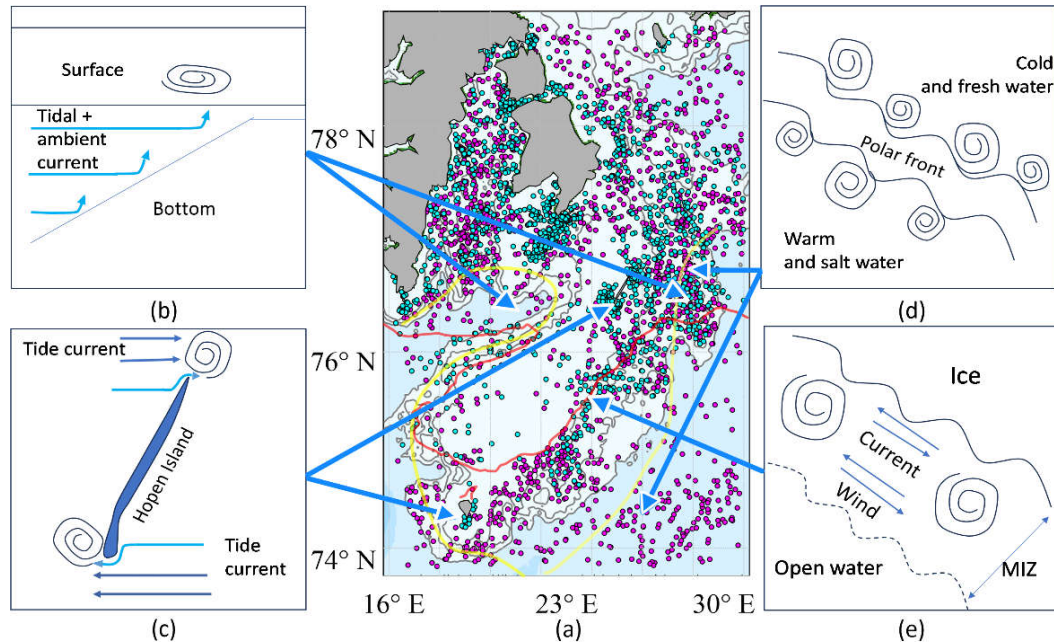 Surface
Tidal +
ambient
current
Bottom
(b)
Tide current
Hopen Island
Tide
current
(c)
78° N
76° N
74° N
16° E
23° E
30° E
(a)
Cold
and fresh water
Polar front
Warm
and salt water
(d)
Ice
Current
Wind
Open water
MIZ
(e)